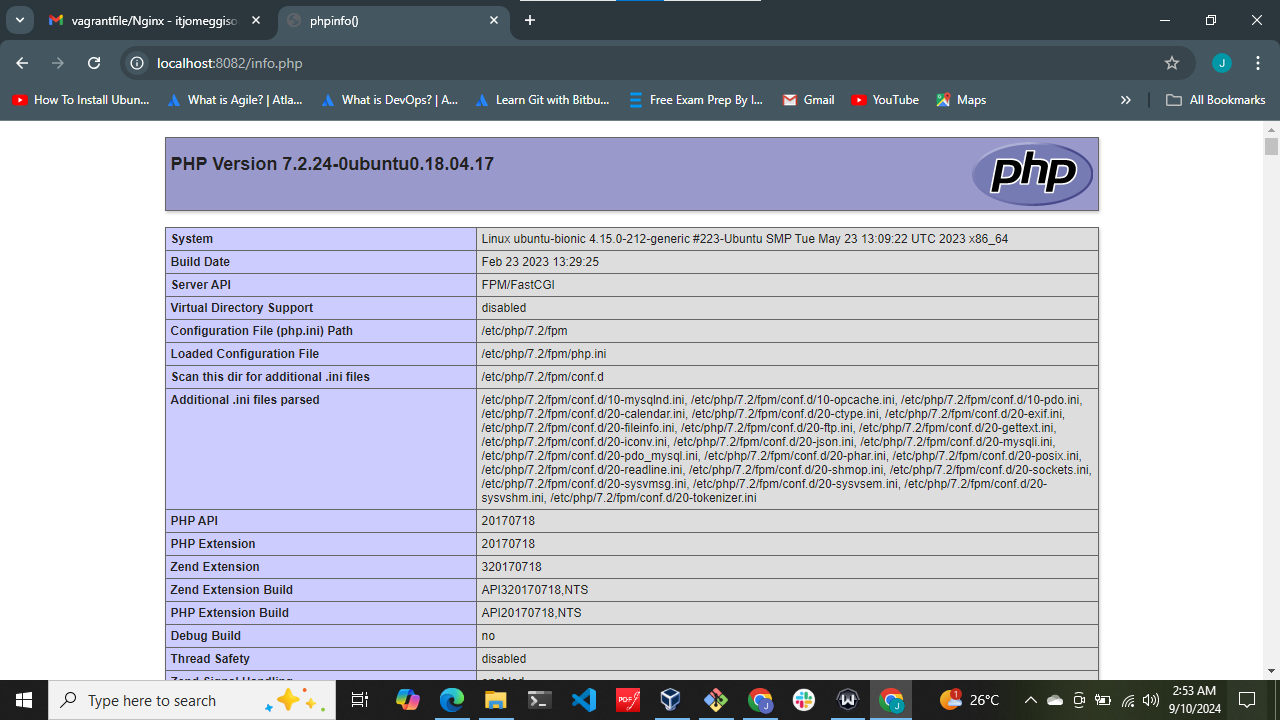 vagrantfile/Nginx - itjomeggiso
phpinfo()
localhost:8082/info.php
J
How To Install Ubun...
What is Agile? | Atla...
What is DevOps? | A...
Learn Git with Bitbu...
Free Exam Prep By I...
Gmail
YouTube
Maps
All Bookmarks
PHP Version 7.2.24-0ubuntu0.18.04.17
php
System Linux ubuntu-bionic 4.15.0-212-generic #223-Ubuntu SMP Tue May 23 13:09:22 UTC 2023 x86_64
Build Date Feb 23 2023 13:29:25
Server API FPM/FastCGI
Virtual Directory Support disabled
Configuration File (php.ini) Path /etc/php/7.2/fpm
Loaded Configuration File /etc/php/7.2/fpm/php.ini
Scan this dir for additional .ini files /etc/php/7.2/fpm/conf.d
Additional .ini files parsed /etc/php/7.2/fpm/conf.d/10-mysqlnd.ini, /etc/php/7.2/fpm/conf.d/10-opcache.ini, /etc/php/7.2/fpm/conf.d/10-pdo.ini,
/etc/php/7.2/fpm/conf.d/20-calendar.ini, /etc/php/7.2/fpm/conf.d/20-ctype.ini, /etc/php/7.2/fpm/conf.d/20-exif.ini,
/etc/php/7.2/fpm/conf.d/20-fileinfo.ini, /etc/php/7.2/fpm/conf.d/20-ftp.ini, /etc/php/7.2/fpm/conf.d/20-gettext.ini,
/etc/php/7.2/fpm/conf.d/20-iconv.ini, /etc/php/7.2/fpm/conf.d/20-json.ini, /etc/php/7.2/fpm/conf.d/20-mysqli.ini,
/etc/php/7.2/fpm/conf.d/20-pdo_mysql.ini, /etc/php/7.2/fpm/conf.d/20-phar.ini, /etc/php/7.2/fpm/conf.d/20-posix.ini,
/etc/php/7.2/fpm/conf.d/20-readline.ini, /etc/php/7.2/fpm/conf.d/20-shmop.ini, /etc/php/7.2/fpm/conf.d/20-sockets.ini,
/etc/php/7.2/fpm/conf.d/20-sysvmsg.ini, /etc/php/7.2/fpm/conf.d/20-sysvsem.ini, /etc/php/7.2/fpm/conf.d/20-
sysvshm.ini, /etc/php/7.2/fpm/conf.d/20-tokenizer.ini
PHP API 20170718
PHP Extension 20170718
Zend Extension 320170718
Zend Extension Build API320170718,NTS
PHP Extension Build API20170718,NTS
Debug Build no
Thread Safety disabled
Zend Signal Handling enabled
Type here to search
PDF
J
J
1
26°C
2:53 AM
9/10/2024